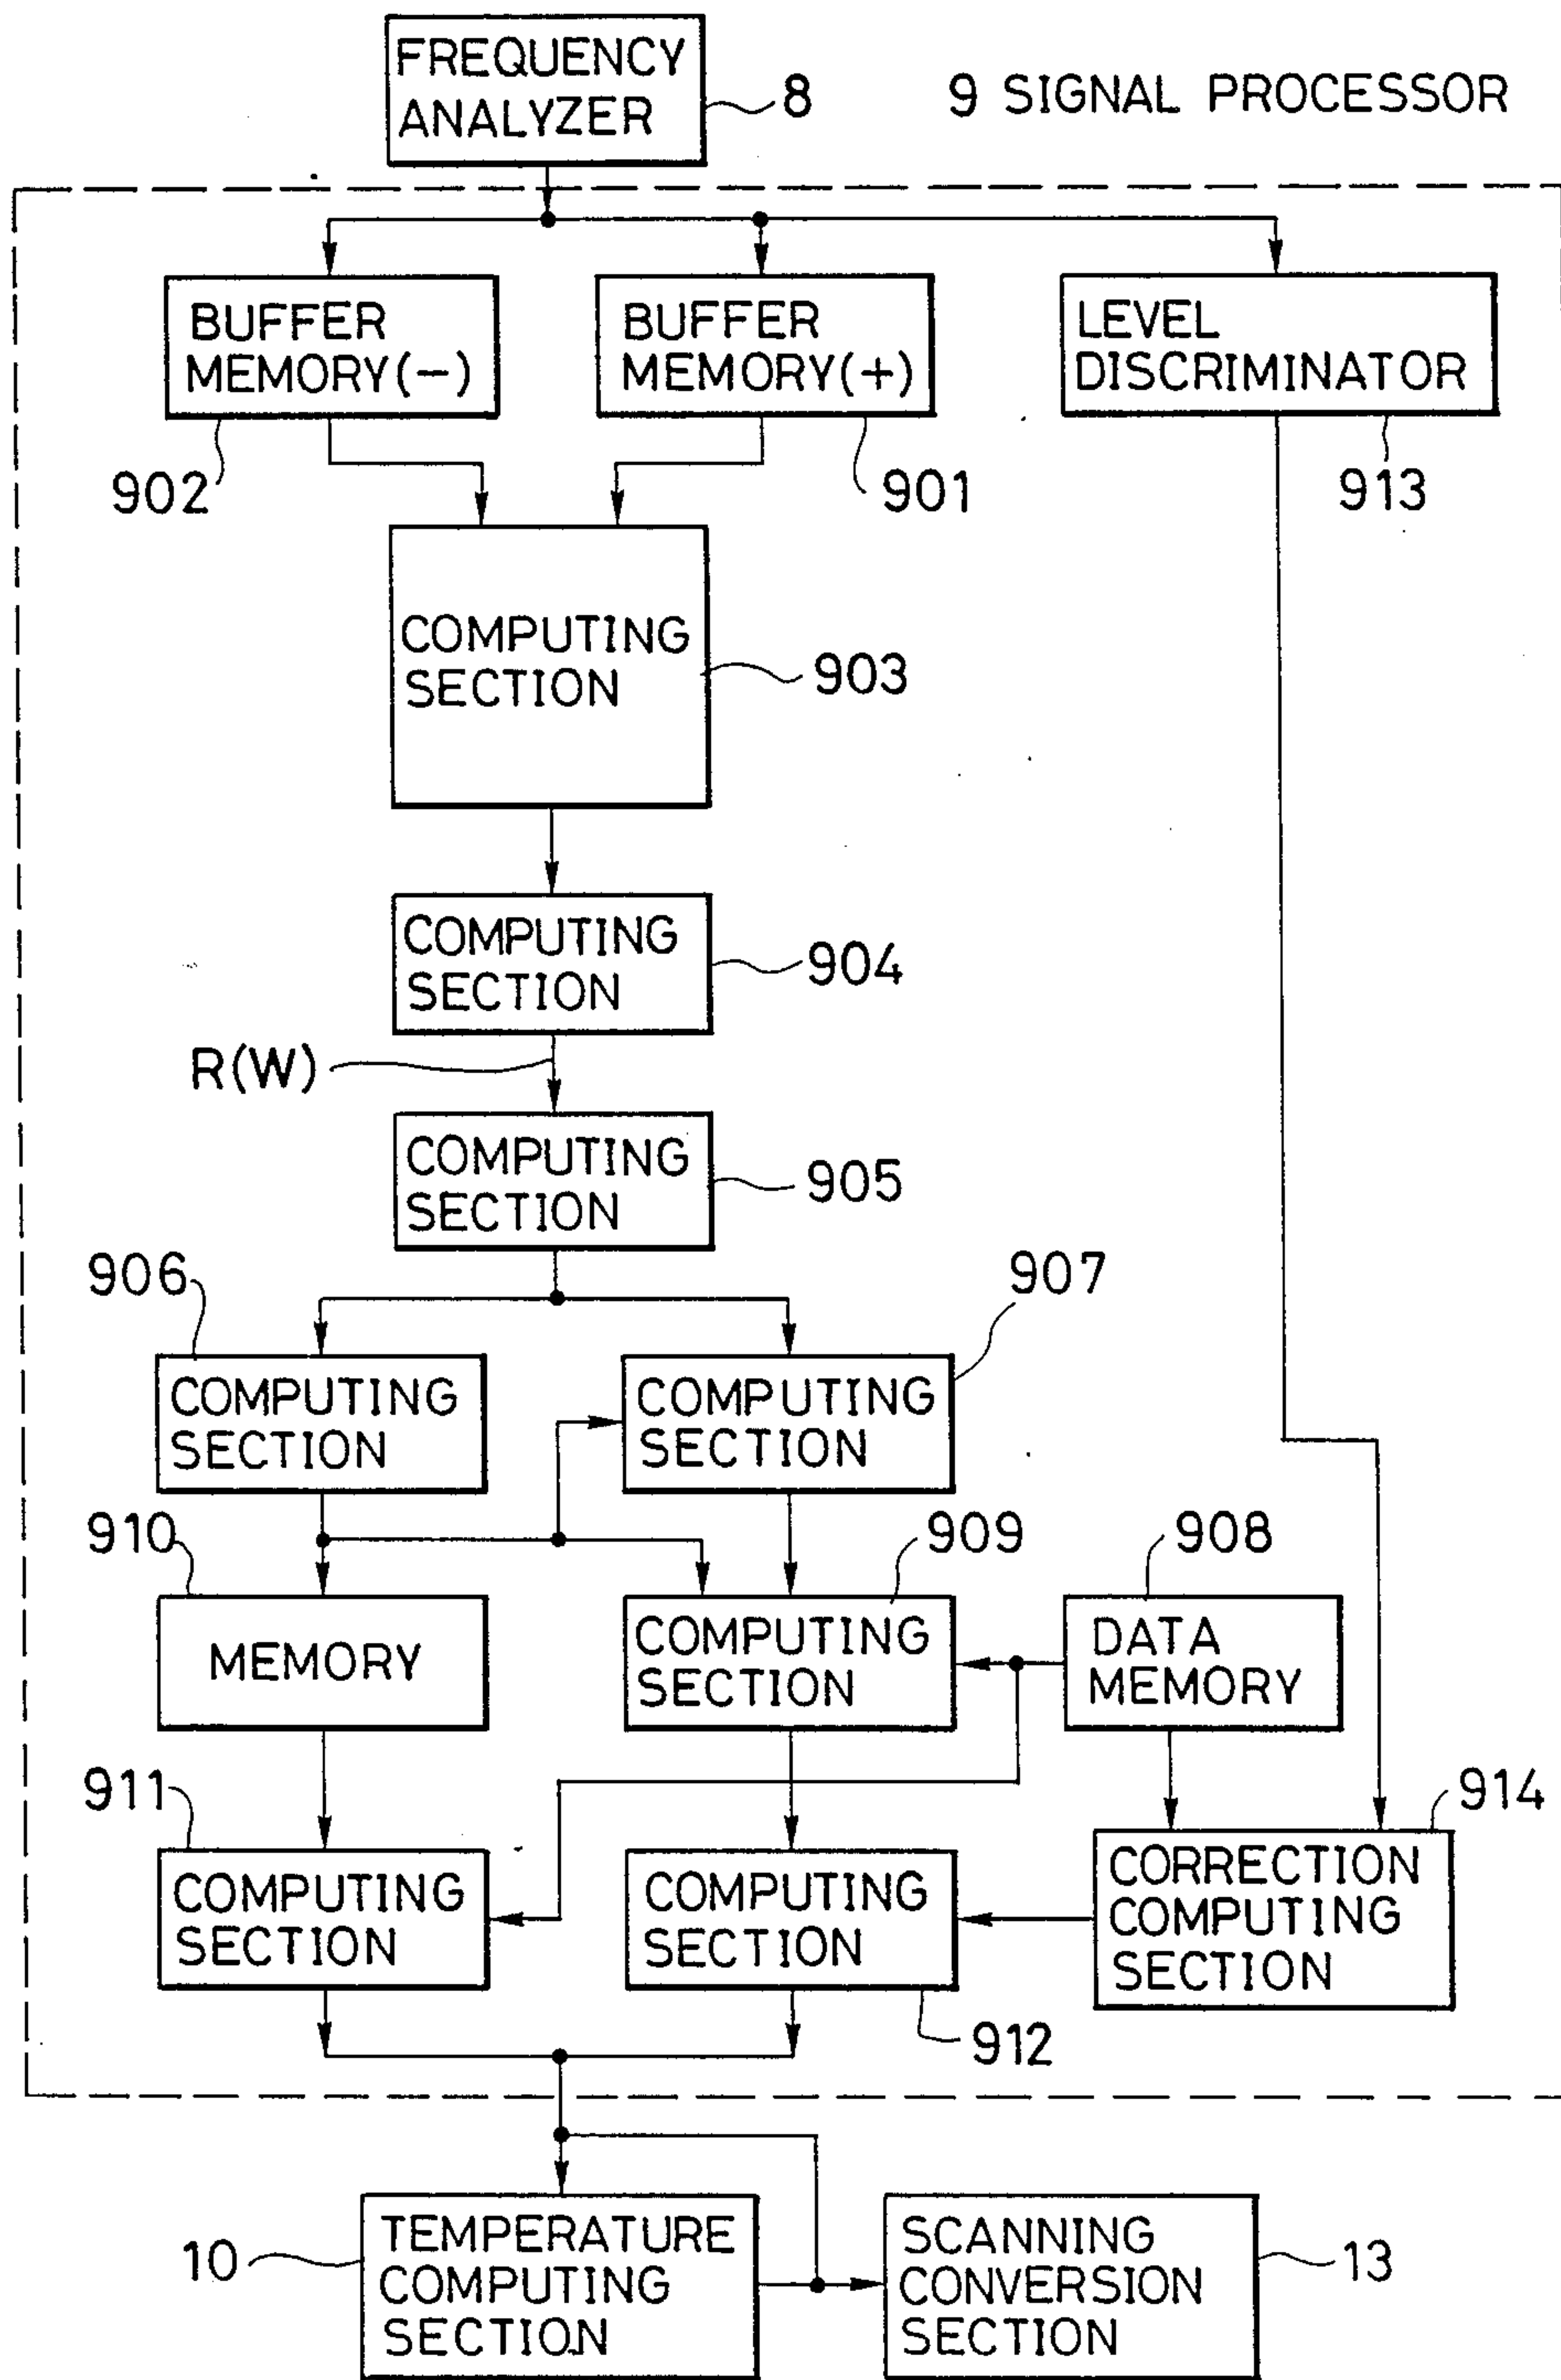 FREQUENCY
ANALYZER
8
9 SIGNAL PROCESSOR
BUFFER
MEMORY(-)
BUFFER
MEMORY(+)
LEVEL
DISCRIMINATOR
902
901
913
COMPUTING
SECTION
903
COMPUTING
SECTION
904
R(W)
COMPUTING
SECTION
905
906
907
COMPUTING
SECTION
COMPUTING
SECTION
910
909
908
MEMORY
COMPUTING
SECTION
DATA
MEMORY
911
914
COMPUTING
SECTION
COMPUTING
SECTION
CORRECTION
COMPUTING
SECTION
912
10
TEMPERATURE
COMPUTING
SECTION
SCANNING
CONVERSION
SECTION
13